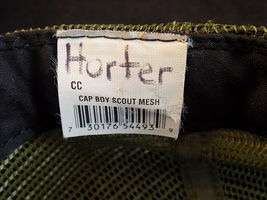 Horter
CC
CAP BOY SCOUT MESH
7 30176 54493 9